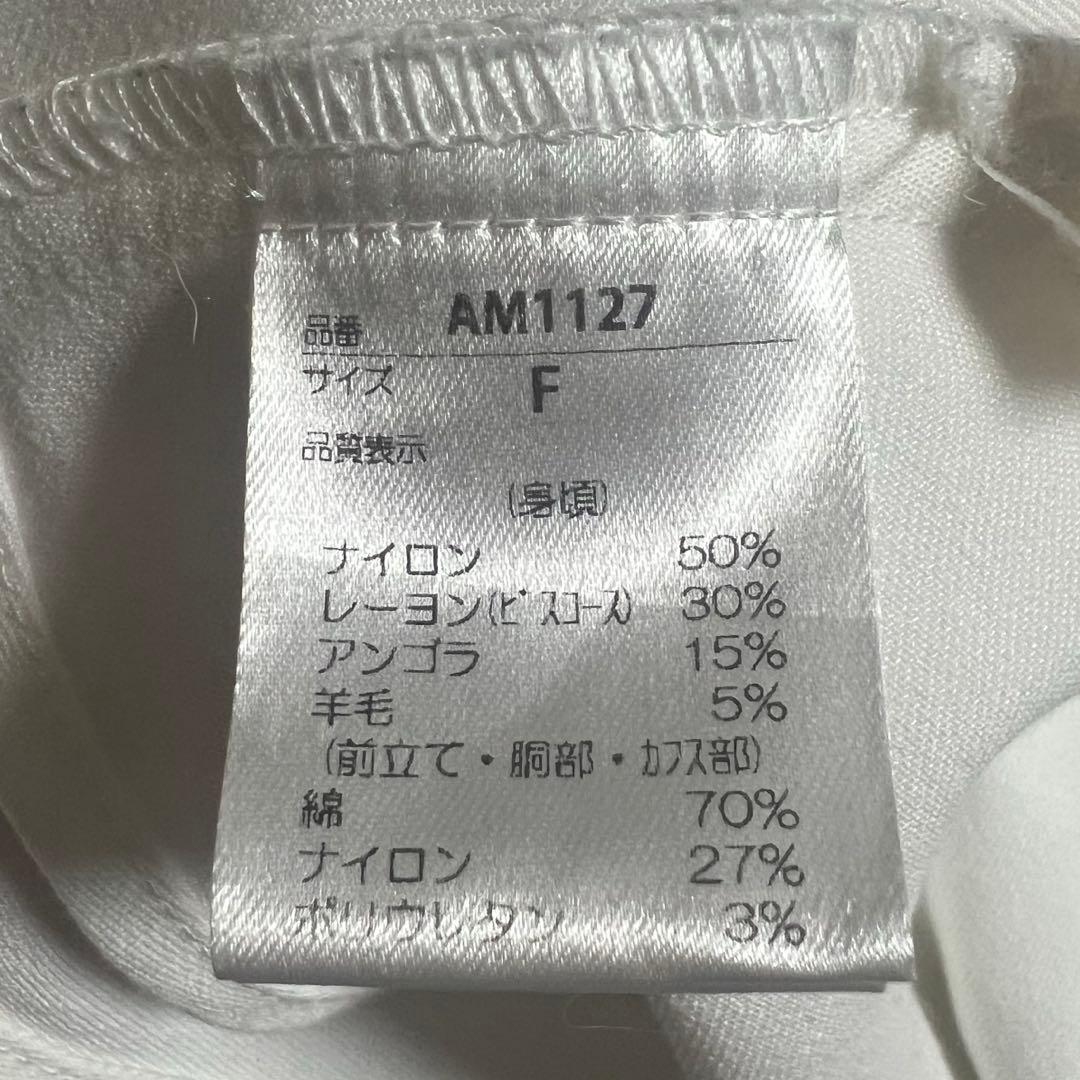 品番 AM1127
サイズ F
品質表示
(身頃)
ナイロン 50%
レーヨン(ﾋﾞｽｺｰｽ) 30%
アンゴラ 15%
羊毛 5%
(前立て・胴部・ｶﾌｽ部)
綿 70%
ナイロン 27%
ポリウレタン 3%